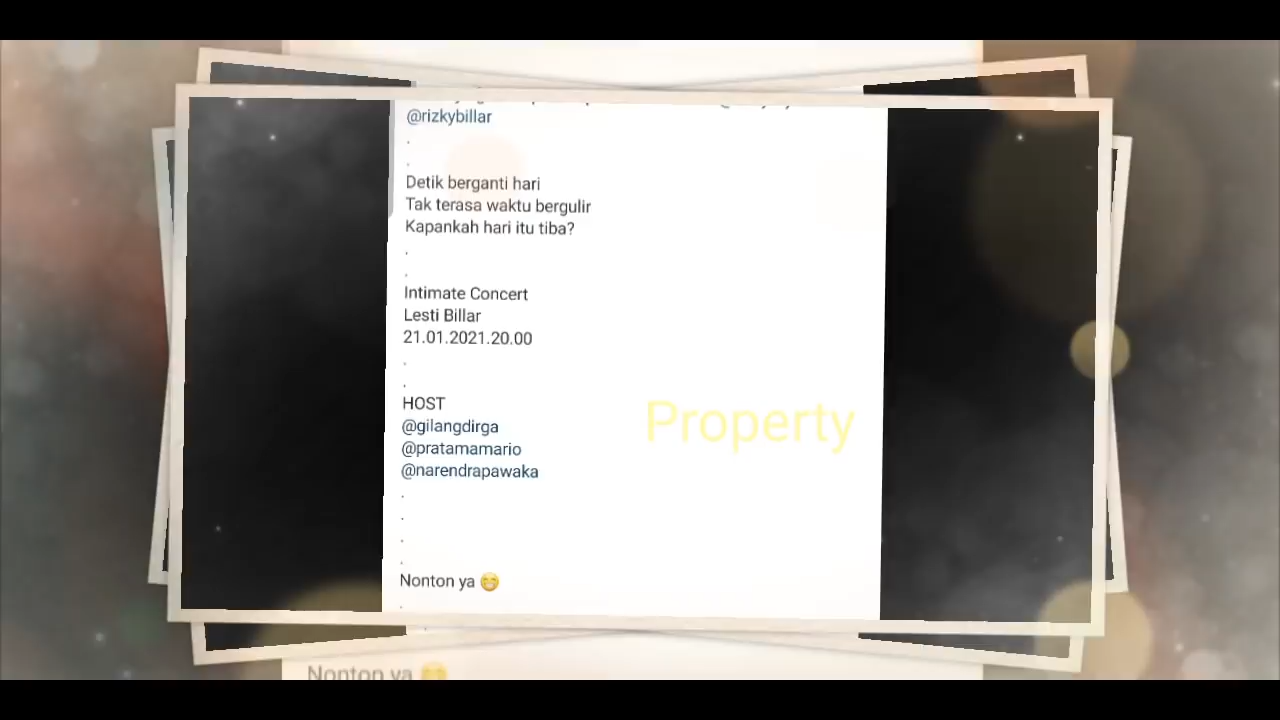 @rizkybillar
.
.
Detik berganti hari
Tak terasa waktu bergulir
Kapankah hari itu tiba?
.
.
Intimate Concert
Lesti Billar
21.01.2021.20.00
.
.
HOST
@gilangdirga
@pratamamario
@narendrapawaka
.
.
.
.
Nonton ya 😁
.
Property
Nonton ya 😁